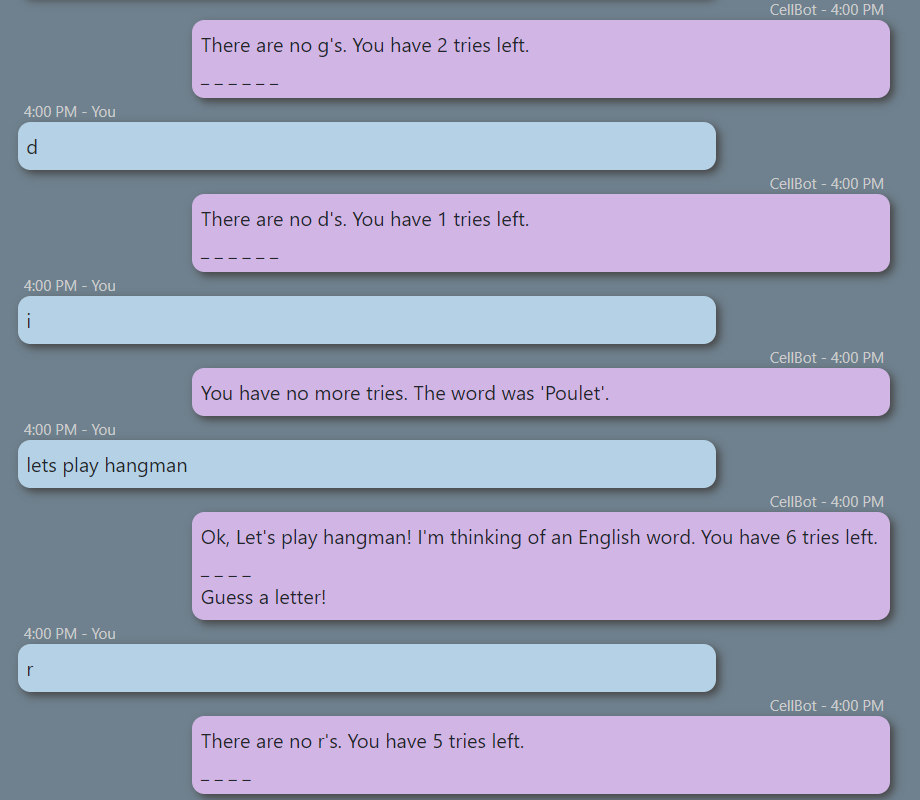 CellBot - 4:00 PM
There are no g's. You have 2 tries left.
_ _ _ _ _ _
4:00 PM - You
d
CellBot - 4:00 PM
There are no d's. You have 1 tries left.
_ _ _ _ _ _
4:00 PM - You
i
CellBot - 4:00 PM
You have no more tries. The word was 'Poulet'.
4:00 PM - You
lets play hangman
CellBot - 4:00 PM
Ok, Let's play hangman! I'm thinking of an English word. You have 6 tries left.
_ _ _ _
Guess a letter!
4:00 PM - You
r
CellBot - 4:00 PM
There are no r's. You have 5 tries left.
_ _ _ _